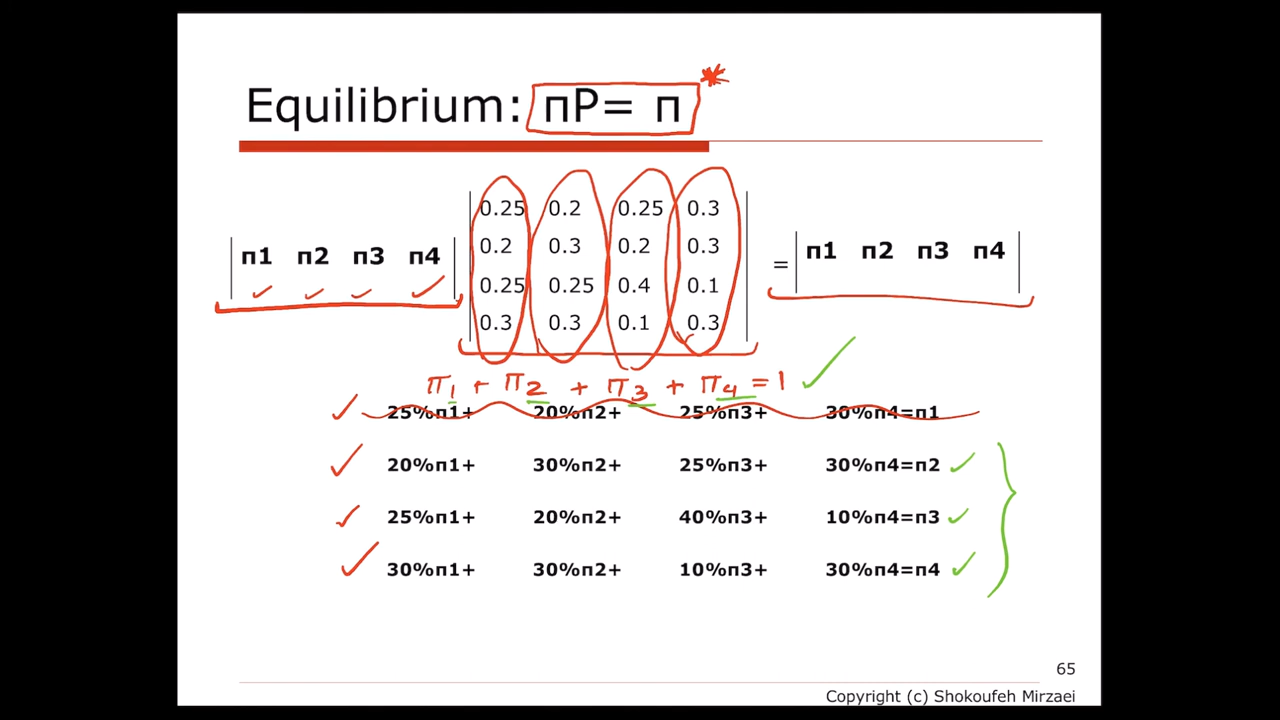 Equilibrium: πP= π
0.25 0.2 0.25 0.3
0.2 0.3 0.2 0.3
π1 π2 π3 π4 = π1 π2 π3 π4
0.25 0.25 0.4 0.1
0.3 0.3 0.1 0.3
π1 + π2 + π3 + π4 = 1
25%π1+ 20%π2+ 25%π3+ 30%π4=π1
20%π1+ 30%π2+ 25%π3+ 30%π4=π2
25%π1+ 20%π2+ 40%π3+ 10%π4=π3
30%π1+ 30%π2+ 10%π3+ 30%π4=π4
65
Copyright (c) Shokoufeh Mirzaei